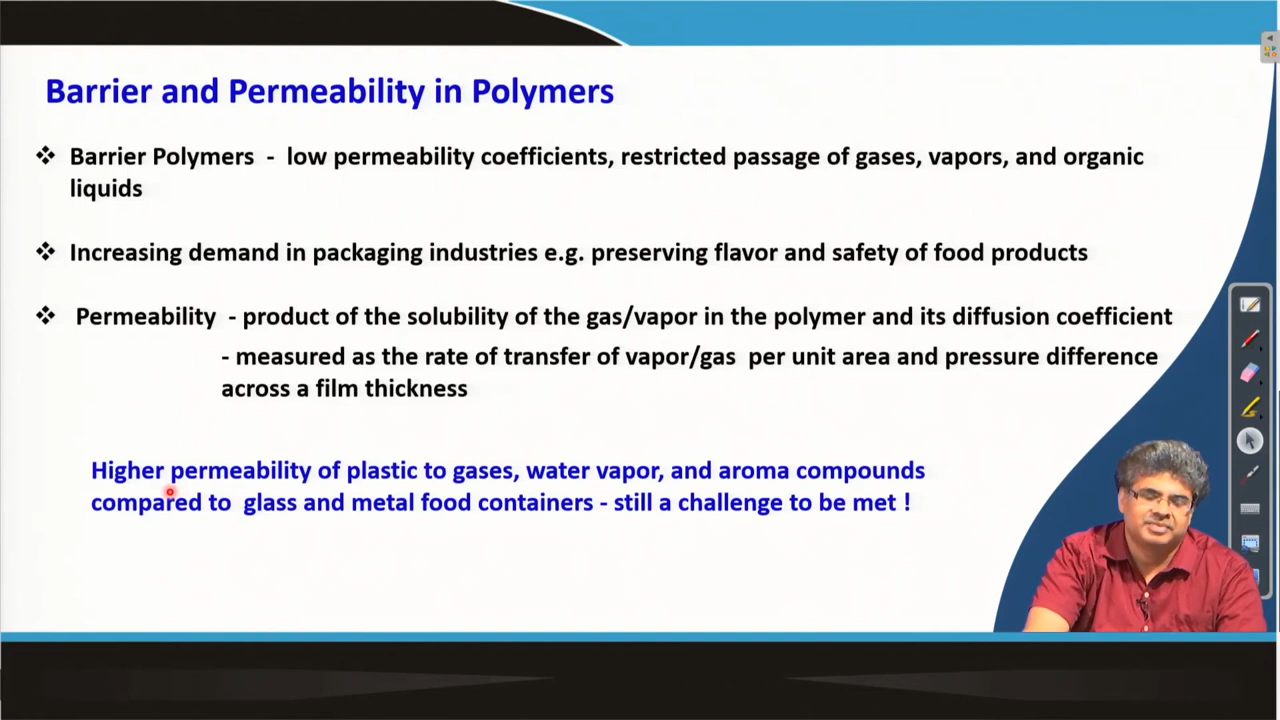 Barrier and Permeability in Polymers
❖ Barrier Polymers - low permeability coefficients, restricted passage of gases, vapors, and organic
liquids
❖ Increasing demand in packaging industries e.g. preserving flavor and safety of food products
❖ Permeability - product of the solubility of the gas/vapor in the polymer and its diffusion coefficient
- measured as the rate of transfer of vapor/gas per unit area and pressure difference
across a film thickness
Higher permeability of plastic to gases, water vapor, and aroma compounds
compared to glass and metal food containers - still a challenge to be met !